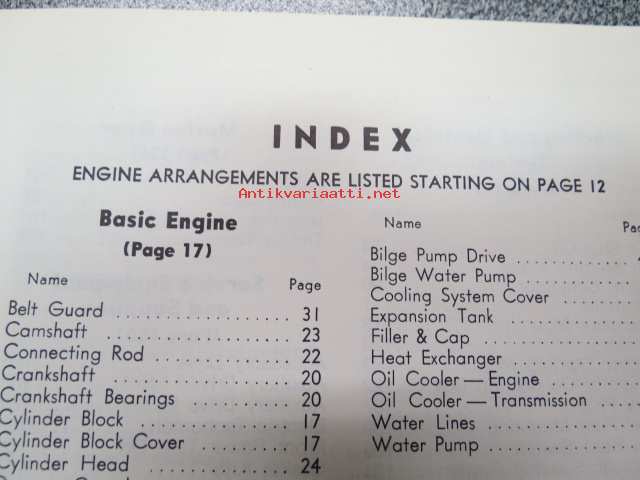 INDEX
ENGINE ARRANGEMENTS ARE LISTED STARTING ON PAGE 12
Antikvariaatti.net
Basic Engine
(Page 17)
Name Page
Belt Guard 31
Camshaft 23
Connecting Rod 22
Crankshaft 20
Crankshaft Bearings 20
Cylinder Block 17
Cylinder Block Cover 17
Cylinder Head 24
Name
Bilge Pump Drive
Bilge Water Pump
Cooling System Cover
Expansion Tank
Filler & Cap
Heat Exchanger
Oil Cooler — Engine
Oil Cooler — Transmission
Water Lines
Water Pump